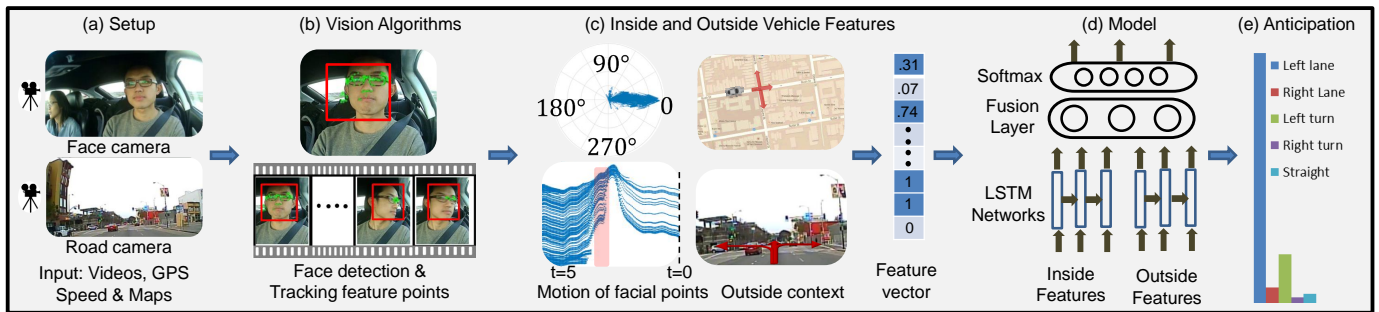 (a) Setup
Face camera
Road camera
Input: Videos, GPS
Speed & Maps
(b) Vision Algorithms
Face detection &
Tracking feature points
(c) Inside and Outside Vehicle Features
90°
180°
0
270°
t=5
t=0
Motion of facial points
Outside context
.31
.07
.74
1
1
0
Feature
vector
(d) Model
Softmax
Fusion
Layer
LSTM
Networks
Inside
Features
Outside
Features
(e) Anticipation
Left lane
Right Lane
Left turn
Right turn
Straight